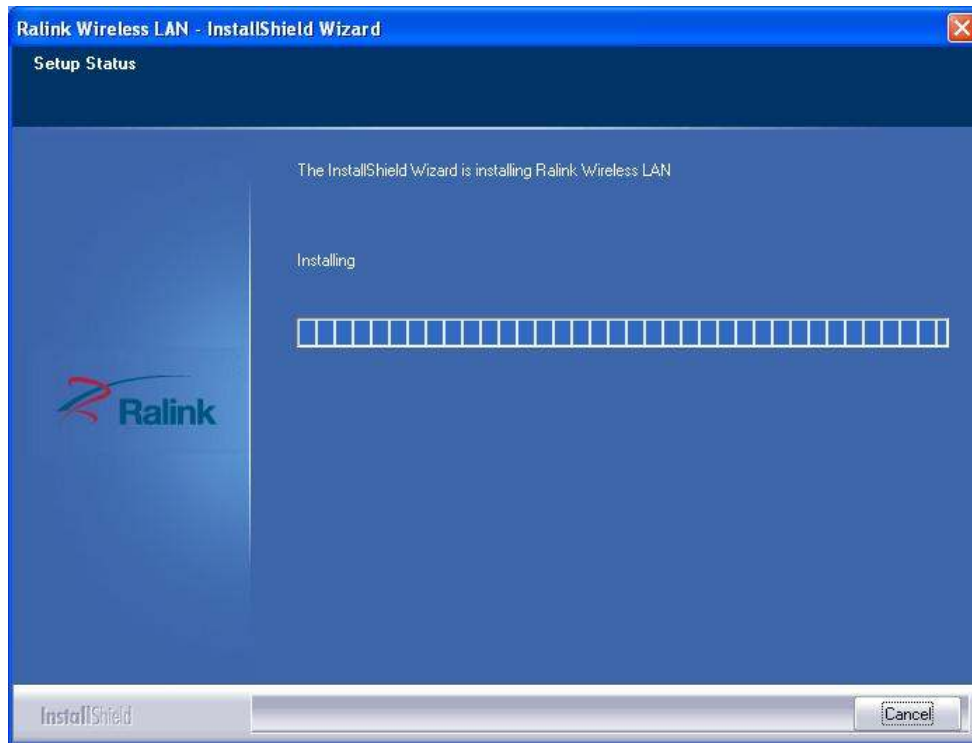 Ralink Wireless LAN - InstallShield Wizard
Setup Status
The InstallShield Wizard is installing Ralink Wireless LAN
Installing
Ralink
InstallShield
Cancel